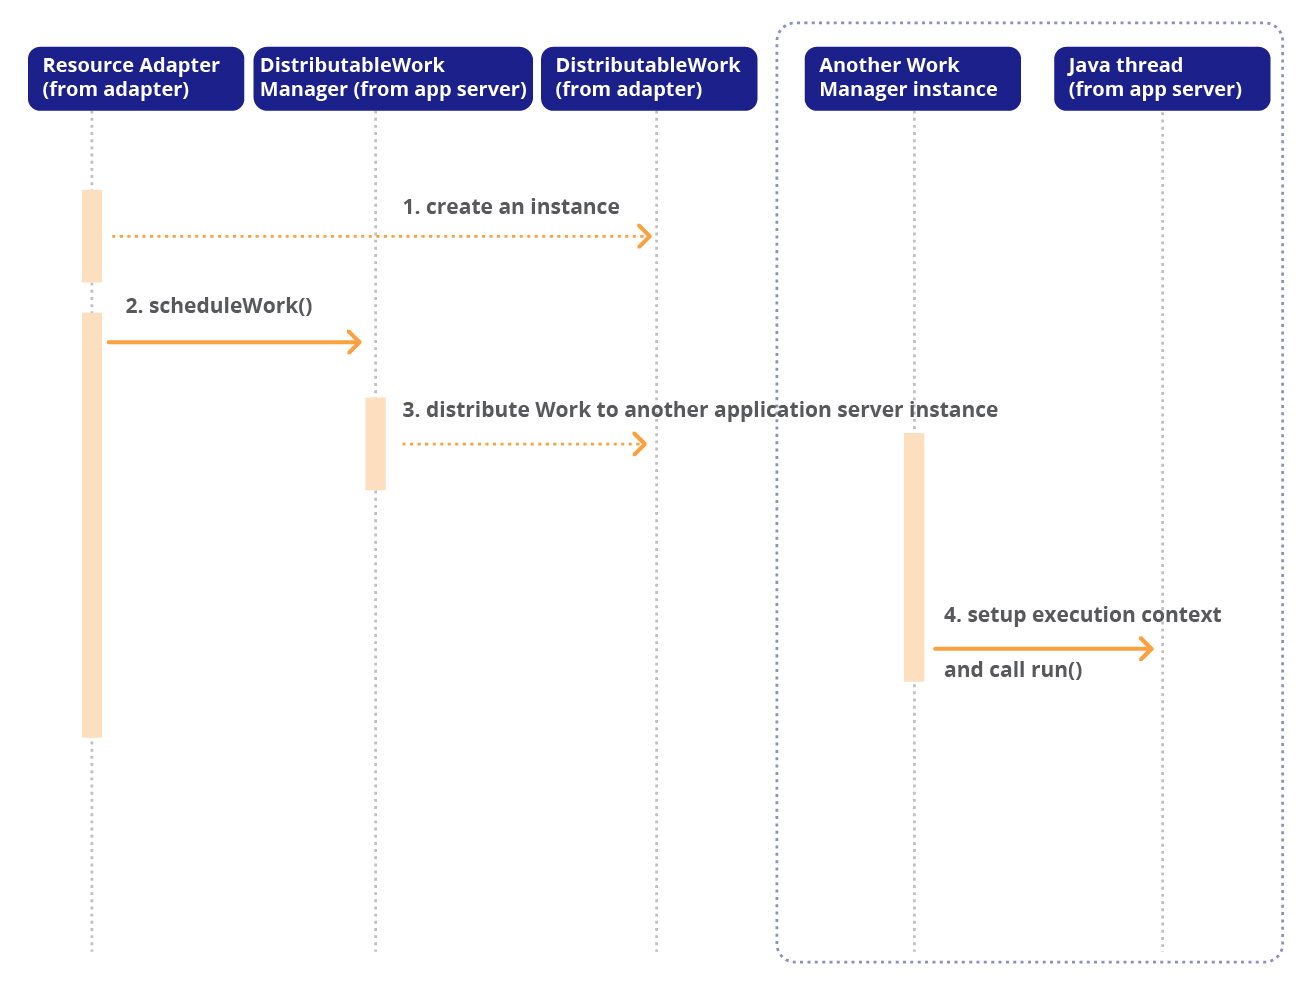 Resource Adapter
(from adapter)
DistributableWork
Manager (from app server)
DistributableWork
(from adapter)
Another Work
Manager instance
Java thread
(from app server)
1. create an instance
2. scheduleWork()
3. distribute Work to another application server instance
4. setup execution context
and call run()